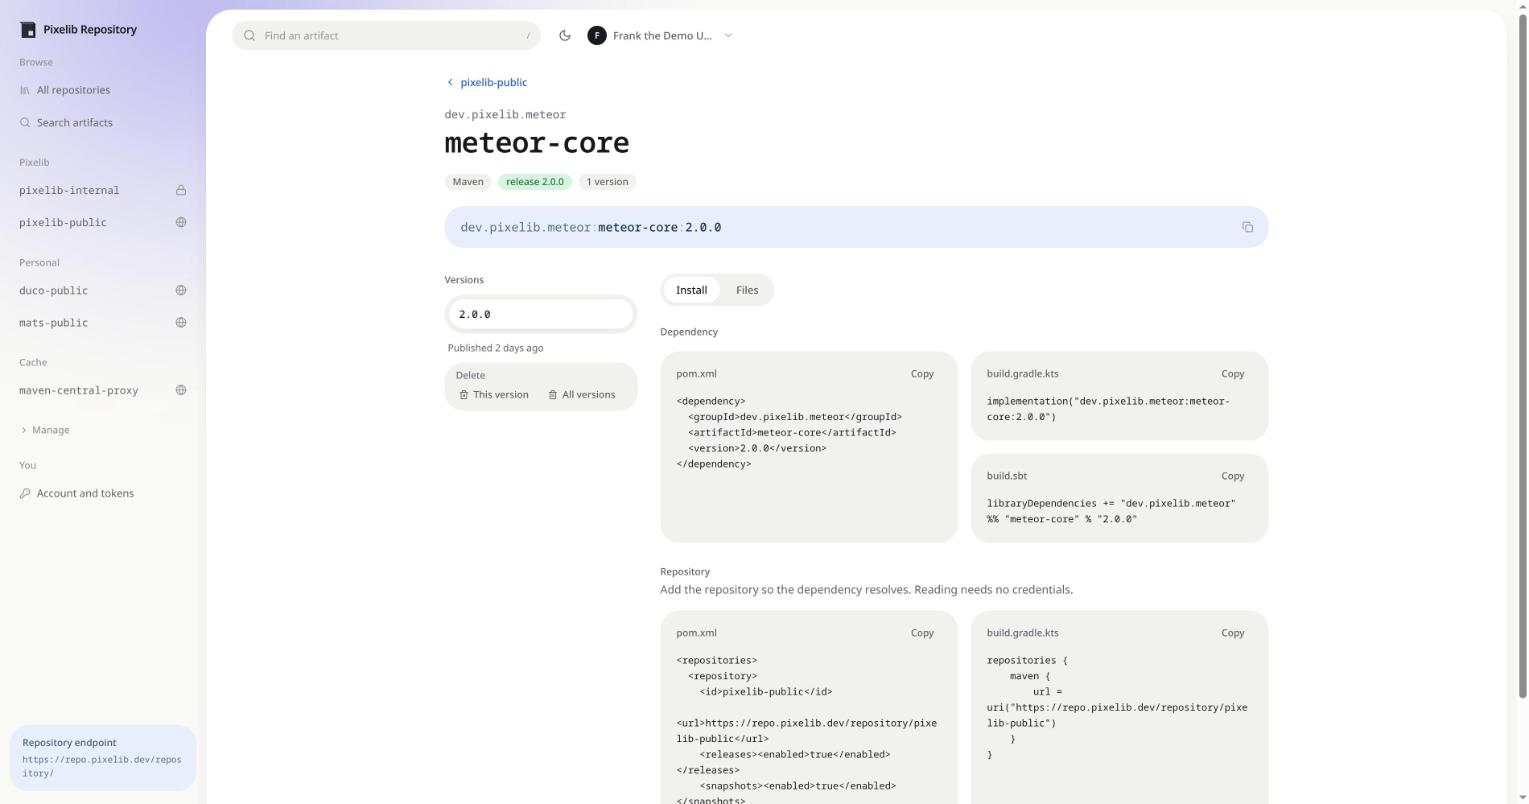 Pixelib Repository
Browse
All repositories
Search artifacts
Pixelib
pixelib-internal
pixelib-public
Personal
duco-public
mats-public
Cache
maven-central-proxy
Manage
You
Account and tokens
Repository endpoint
https://repo.pixelib.dev/repos
itory/
Find an artifact
/
F
Frank the Demo U...
pixelib-public
dev.pixelib.meteor
meteor-core
Maven
release 2.0.0
1 version
dev.pixelib.meteor:meteor-core:2.0.0
Versions
2.0.0
Published 2 days ago
Delete
This version
All versions
Install
Files
Dependency
pom.xml
Copy
<dependency>
  <groupId>dev.pixelib.meteor</groupId>
  <artifactId>meteor-core</artifactId>
  <version>2.0.0</version>
</dependency>
build.gradle.kts
Copy
implementation("dev.pixelib.meteor:meteor-
core:2.0.0")
build.sbt
Copy
libraryDependencies += "dev.pixelib.meteor"
%% "meteor-core" % "2.0.0"
Repository
Add the repository so the dependency resolves. Reading needs no credentials.
pom.xml
Copy
<repositories>
  <repository>
    <id>pixelib-public</id>
<url>https://repo.pixelib.dev/repository/pixe
lib-public</url>
    <releases><enabled>true</enabled>
</releases>
    <snapshots><enabled>true</enabled>
</snapshots>
build.gradle.kts
Copy
repositories {
    maven {
        url =
uri("https://repo.pixelib.dev/repository/pixe
lib-public")
    }
}